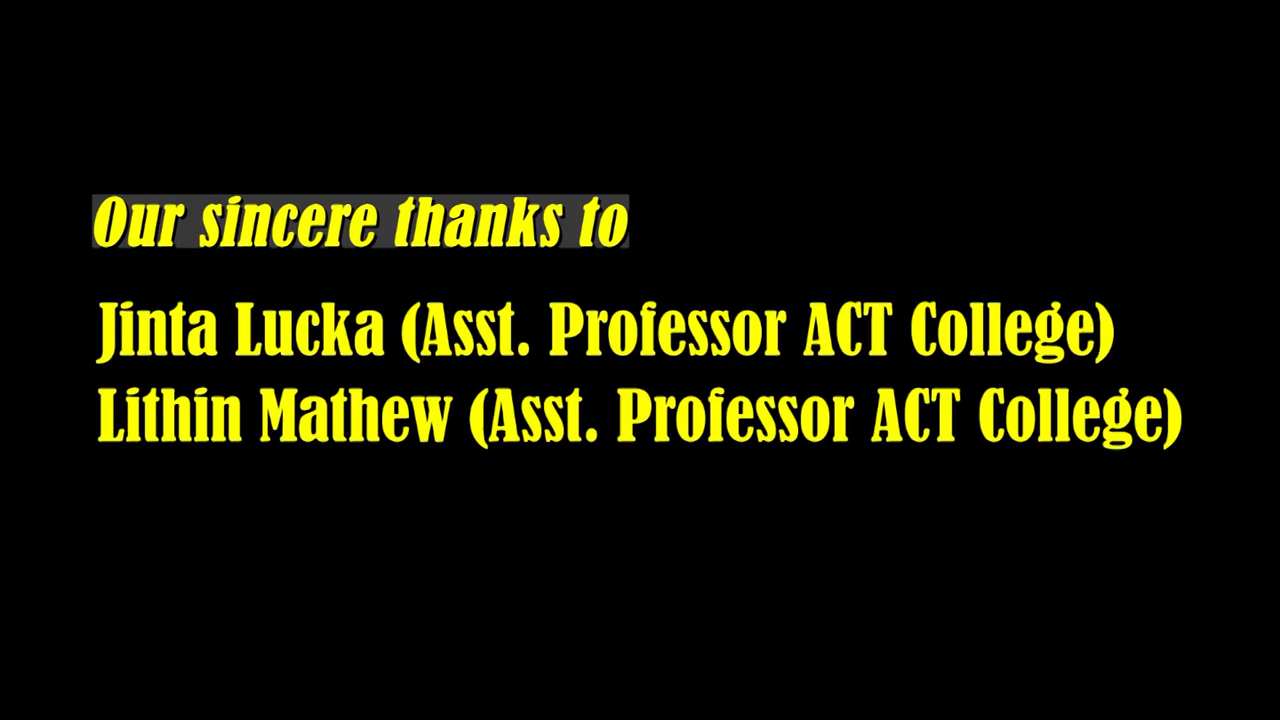 Our sincere thanks to
Jinta Lucka (Asst. Professor ACT College)
Lithin Mathew (Asst. Professor ACT College)